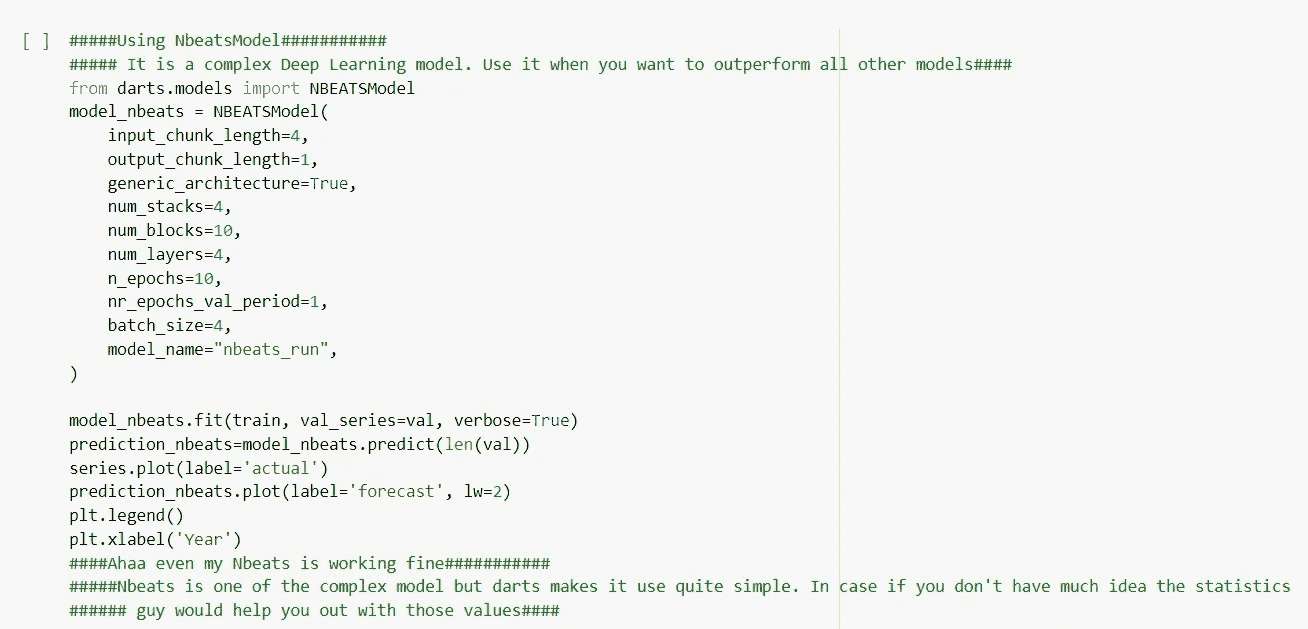 [ ] #####Using NbeatsModel###########
##### It is a complex Deep Learning model. Use it when you want to outperform all other models####
from darts.models import NBEATSModel
model_nbeats = NBEATSModel(
    input_chunk_length=4,
    output_chunk_length=1,
    generic_architecture=True,
    num_stacks=4,
    num_blocks=10,
    num_layers=4,
    n_epochs=10,
    nr_epochs_val_period=1,
    batch_size=4,
    model_name="nbeats_run",
)
model_nbeats.fit(train, val_series=val, verbose=True)
prediction_nbeats=model_nbeats.predict(len(val))
series.plot(label='actual')
prediction_nbeats.plot(label='forecast', lw=2)
plt.legend()
plt.xlabel('Year')
####Ahaa even my Nbeats is working fine###########
#####Nbeats is one of the complex model but darts makes it use quite simple. In case if you don't have much idea the statistics
###### guy would help you out with those values####